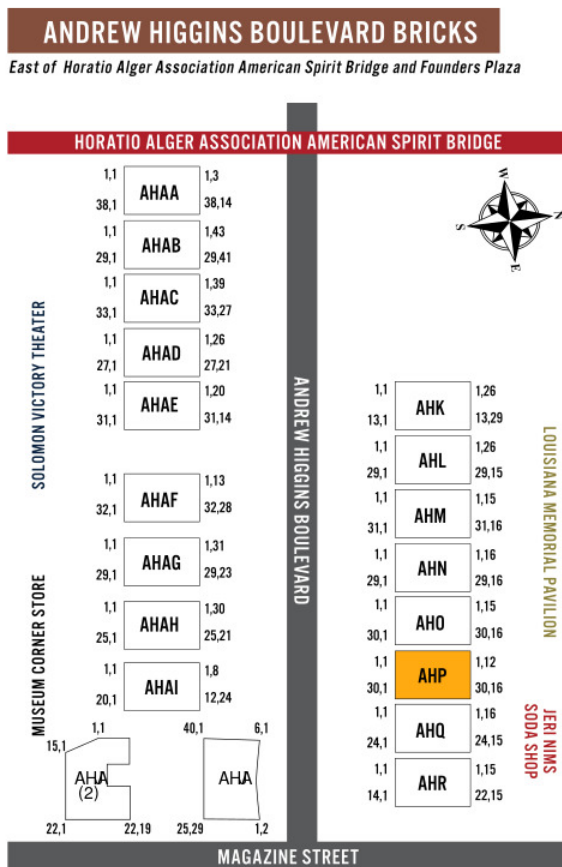 ANDREW HIGGINS BOULEVARD BRICKS
East of Horatio Alger Association American Spirit Bridge and Founders Plaza
HORATIO ALGER ASSOCIATION AMERICAN SPIRIT BRIDGE
W
N
S
E
1,1 AHAA 1,3
38,1 38,14
1,1 AHAB 1,43
29,1 29,41
1,1 AHAC 1,39
33,1 33,27
1,1 AHAD 1,26
27,1 27,21
1,1 AHAE 1,20
31,1 31,14
1,1 AHAF 1,13
32,1 32,28
1,1 AHAG 1,31
29,1 29,23
1,1 AHAH 1,30
25,1 25,21
1,1 AHAI 1,8
20,1 12,24
1,1
15,1
AHAJ
(2)
22,1 22,19
40,1 6,1
AHAJ
25,29 1,2
SOLOMON VICTORY THEATER
MUSEUM CORNER STORE
ANDREW HIGGINS BOULEVARD
1,1 AHK 1,26
13,1 13,29
1,1 AHL 1,26
29,1 29,15
1,1 AHM 1,15
31,1 31,16
1,1 AHN 1,16
29,1 29,16
1,1 AHO 1,15
30,1 30,16
1,1 AHP 1,12
30,1 30,16
1,1 AHQ 1,16
24,1 24,15
1,1 AHR 1,15
14,1 22,15
LOUISIANA MEMORIAL PAVILION
JERI NIMS
SODA SHOP
MAGAZINE STREET